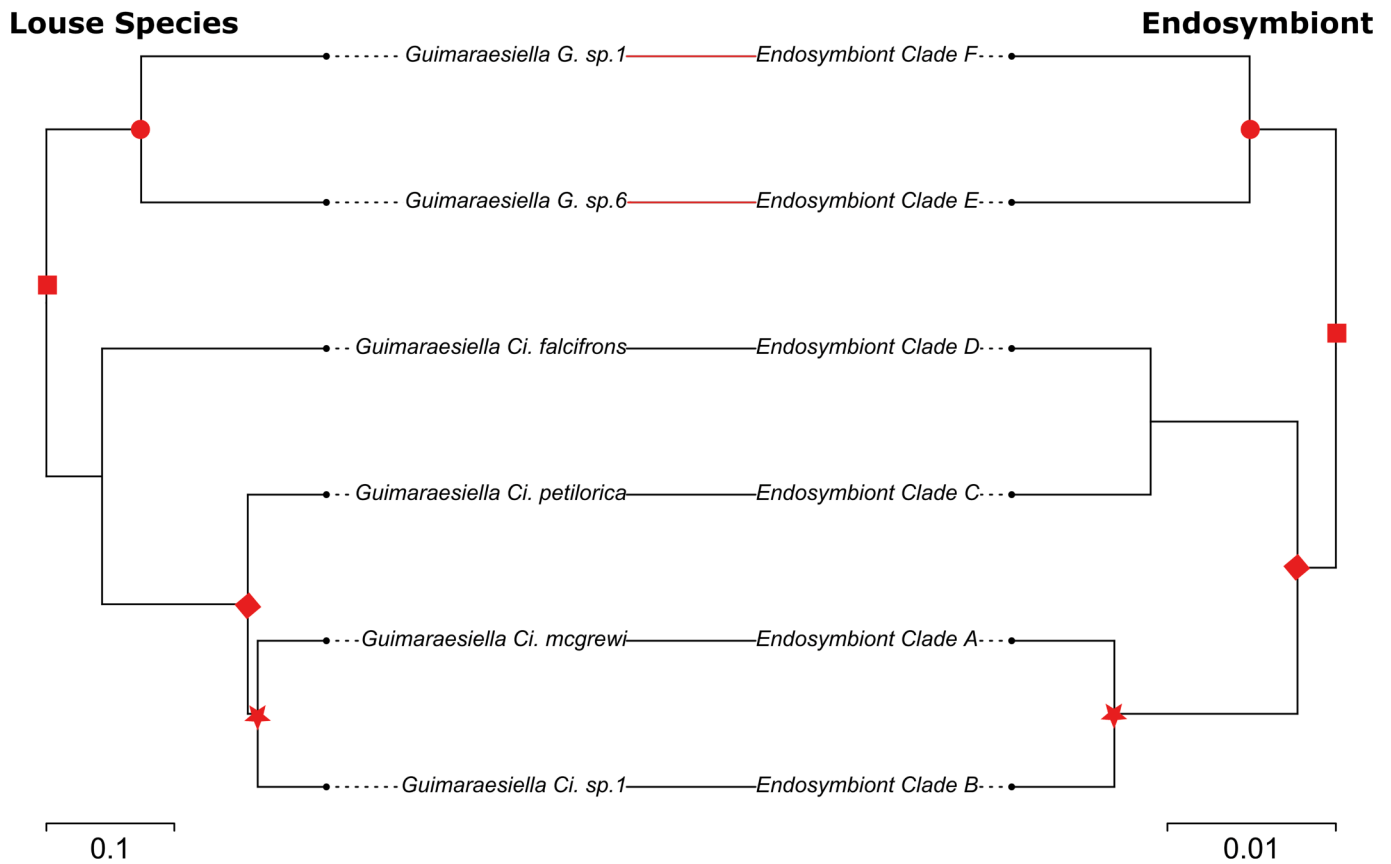 Louse Species Endosymbiont
Guimaraesiella G. sp.1 Endosymbiont Clade F
Guimaraesiella G. sp.6 Endosymbiont Clade E
Guimaraesiella Ci. falcifrons Endosymbiont Clade D
Guimaraesiella Ci. petilorica Endosymbiont Clade C
Guimaraesiella Ci. mcgrewi Endosymbiont Clade A
Guimaraesiella Ci. sp.1 Endosymbiont Clade B
0.1 0.01